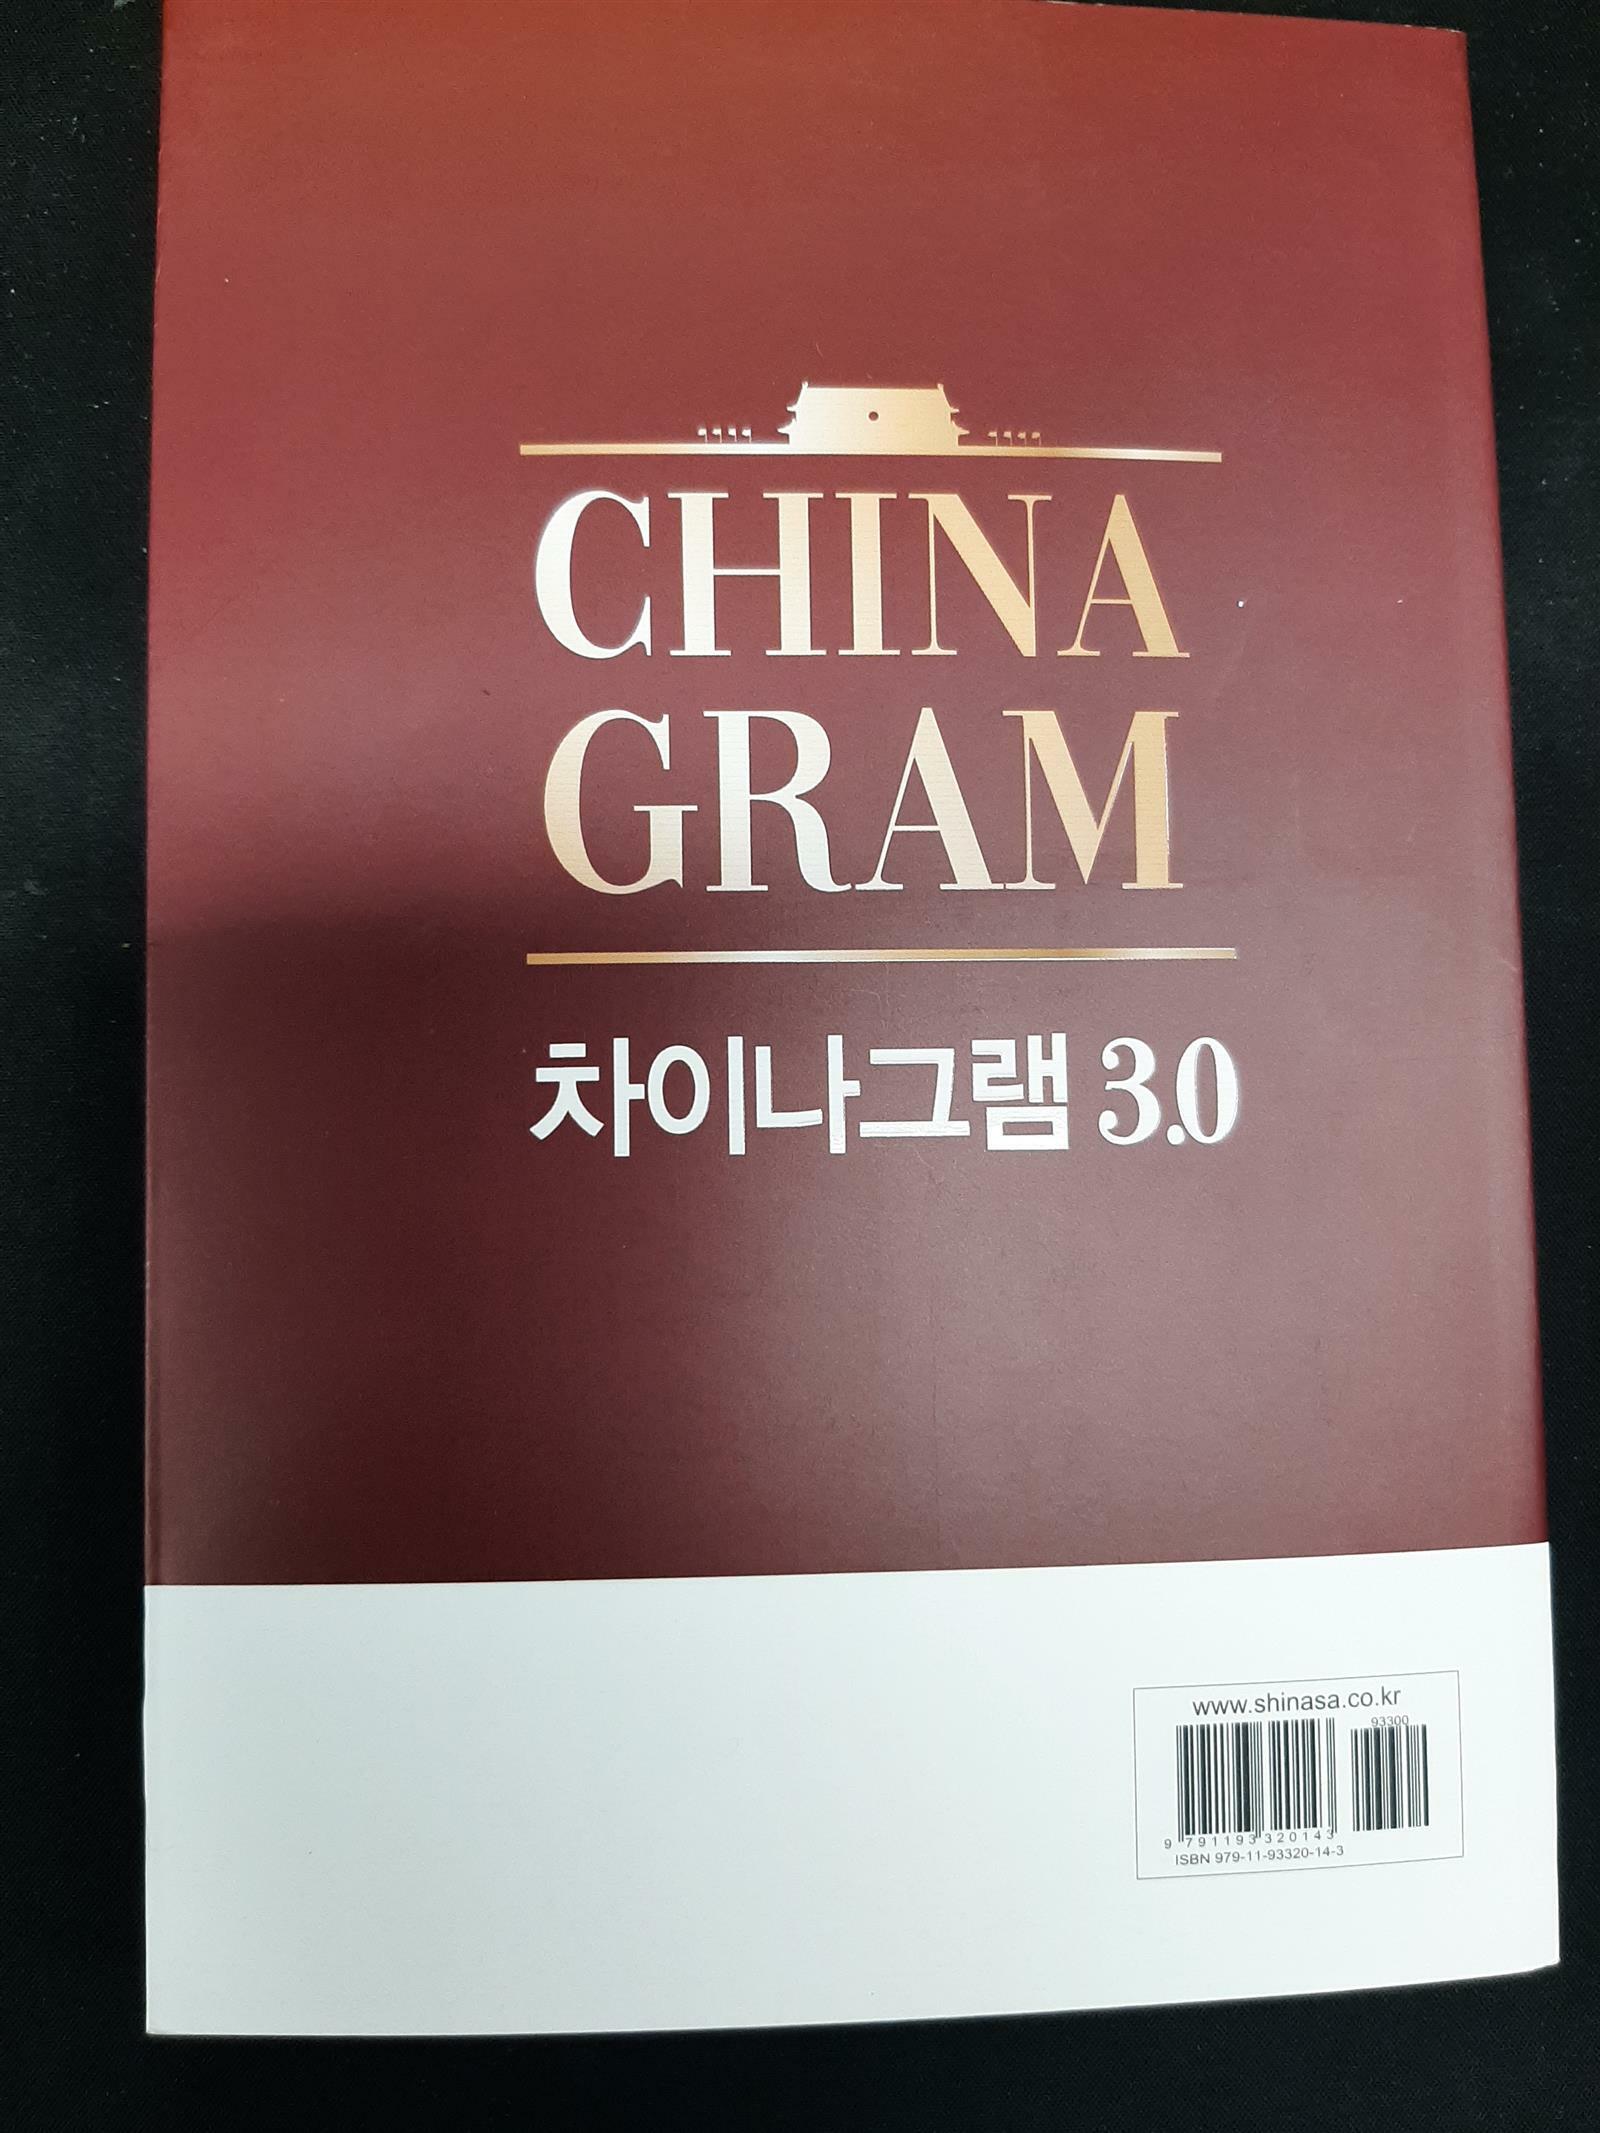 CHINA
GRAM
차이나그램 3.0
www.shinasa.co.kr
93300
9 791193 320143
ISBN 979-11-93320-14-3